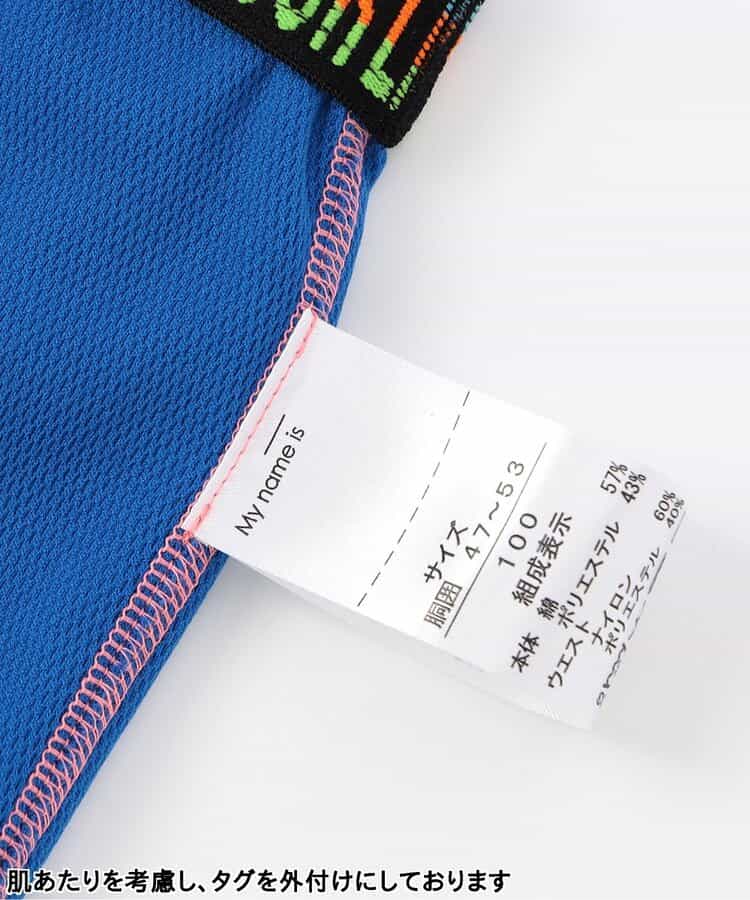 My name is
サイズ
胴囲 47～53
100
組成表示
本体 綿 57%
ポリエステル 43%
ウエスト ナイロン 60%
ポリエステル 40%
肌あたりを考慮し、タグを外付けにしております